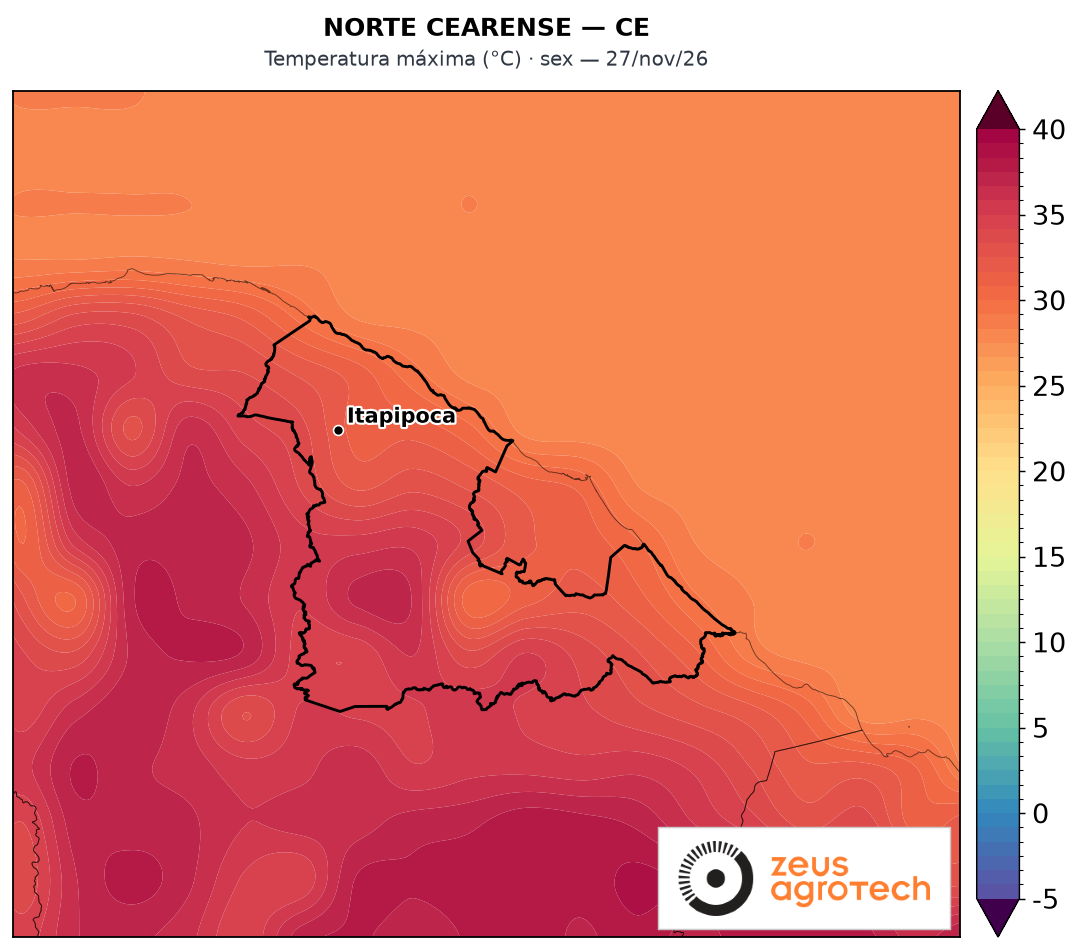 NORTE CEARENSE — CE
Temperatura máxima (°C) · sex — 27/nov/26
Itapipoca
40
35
30
25
20
15
10
5
0
-5
zeus
agrotech